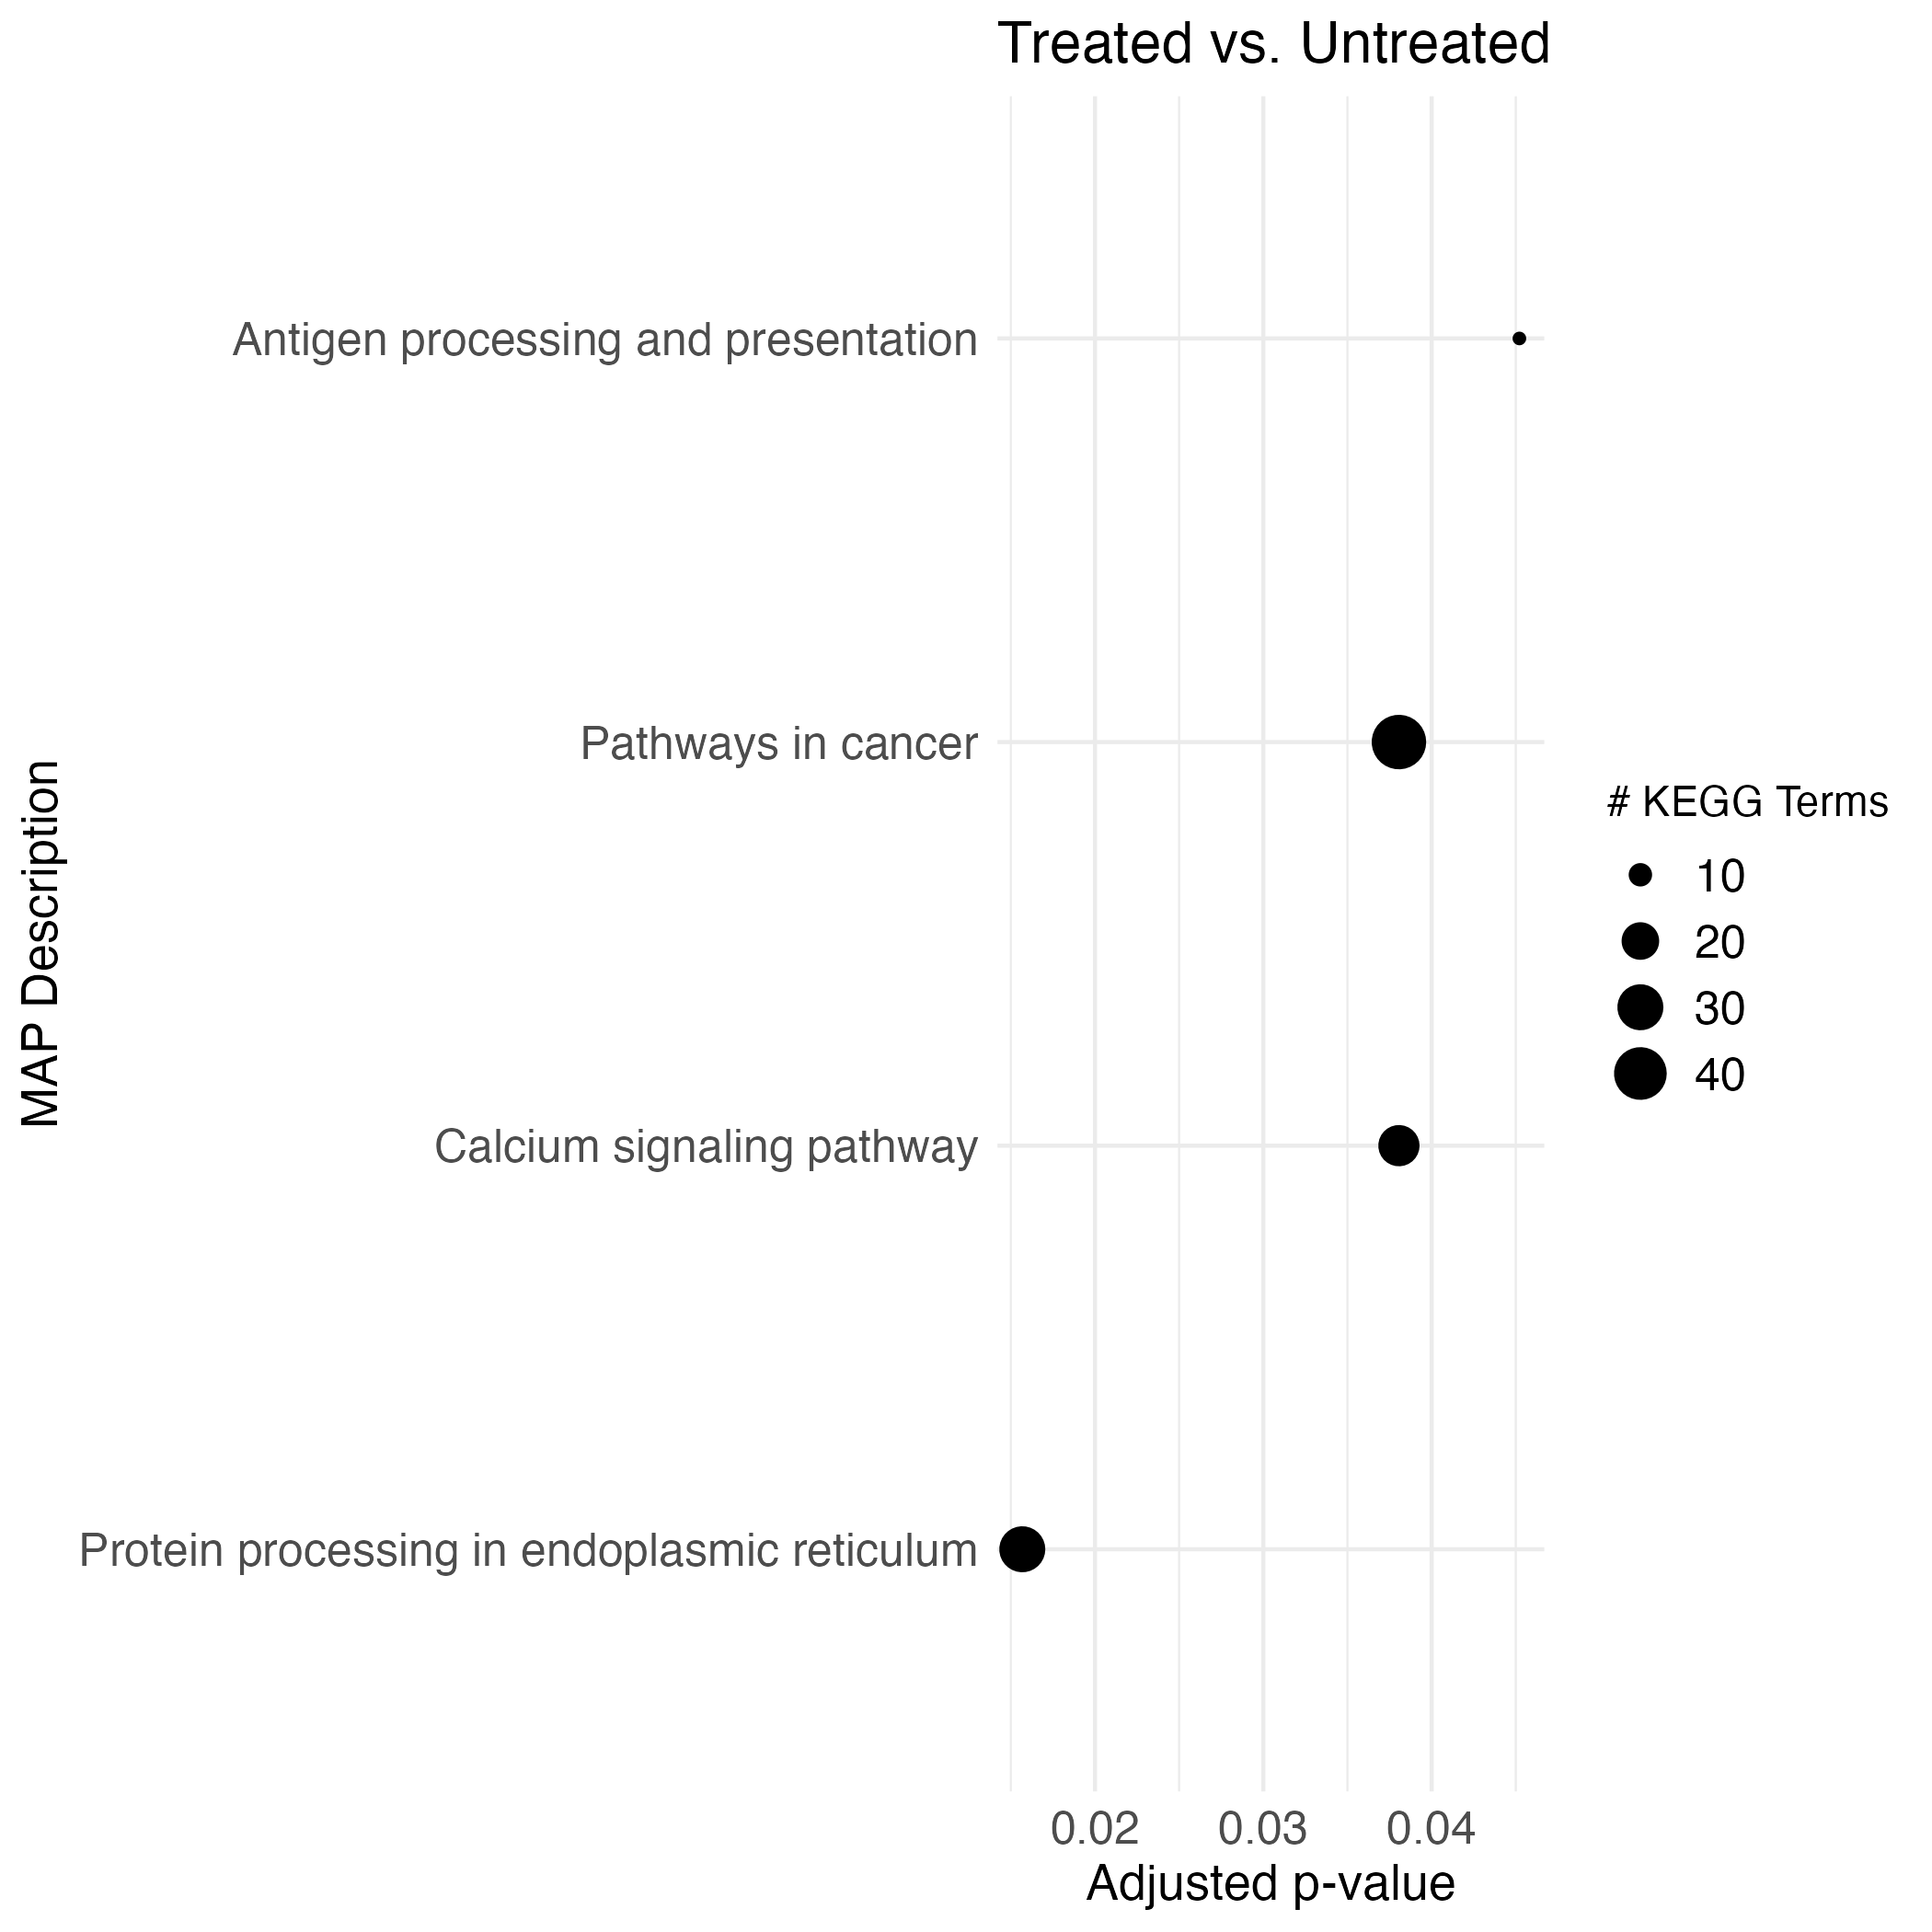 Treated vs. Untreated
Antigen processing and presentation
Pathways in cancer
Calcium signaling pathway
Protein processing in endoplasmic reticulum
MAP Description
0.02 0.03 0.04
Adjusted p-value
# KEGG Terms
10
20
30
40